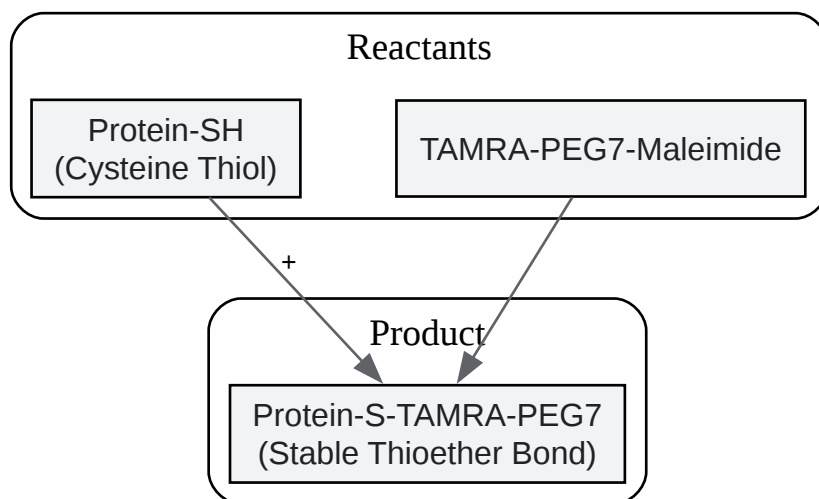 Reactants
Protein-SH
(Cysteine Thiol)
TAMRA-PEG7-Maleimide
+
Product
Protein-S-TAMRA-PEG7
(Stable Thioether Bond)